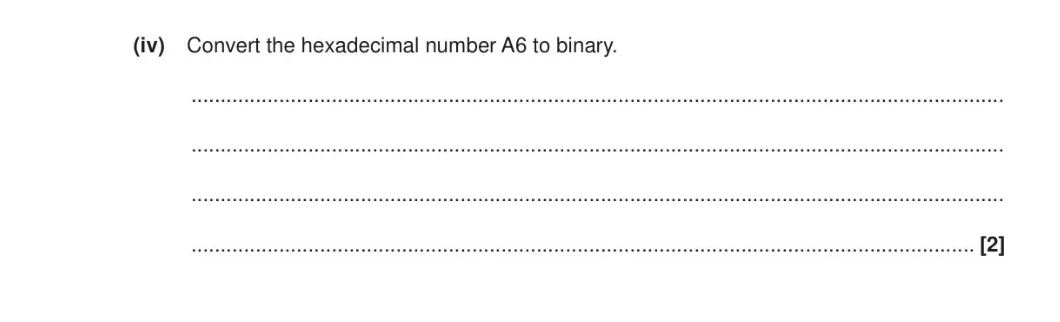 (iv) Convert the hexadecimal number A6 to binary.
[2]